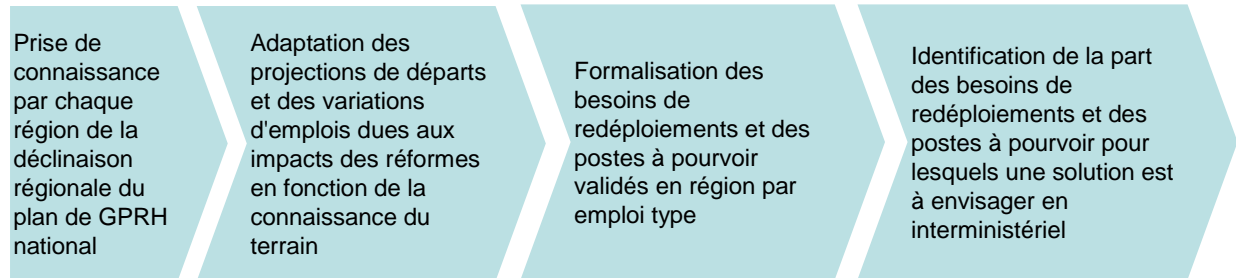 Prise de
connaissance
par chaque
région de la
déclinaison
régionale du
plan de GPRH
national
Adaptation des
projections de départs
et des variations
d'emplois dues aux
impacts des réformes
en fonction de la
connaissance du
terrain
Formalisation des
besoins de
redéploiements et des
postes à pourvoir
validés en région par
emploi type
Identification de la part
des besoins de
redéploiements et des
postes à pourvoir pour
lesquels une solution est
à envisager en
interministériel